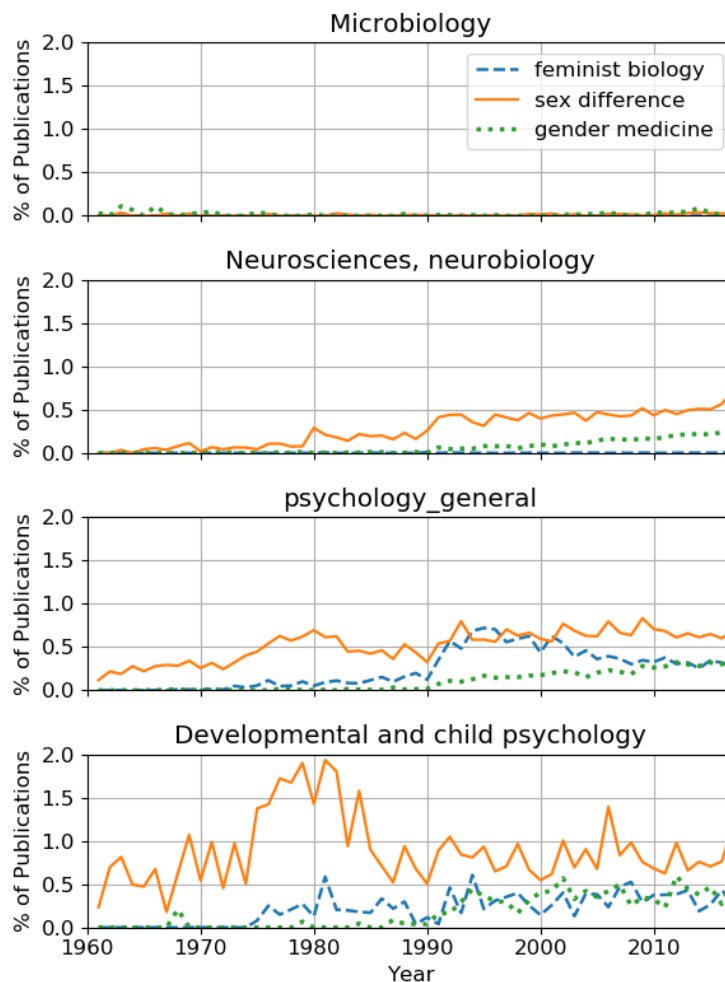 Microbiology
% of Publications
2.0
1.5
1.0
0.5
0.0
feminist biology
sex difference
gender medicine
Neurosciences, neurobiology
% of Publications
2.0
1.5
1.0
0.5
0.0
psychology_general
% of Publications
2.0
1.5
1.0
0.5
0.0
Developmental and child psychology
% of Publications
2.0
1.5
1.0
0.5
0.0
1960 1970 1980 1990 2000 2010
Year